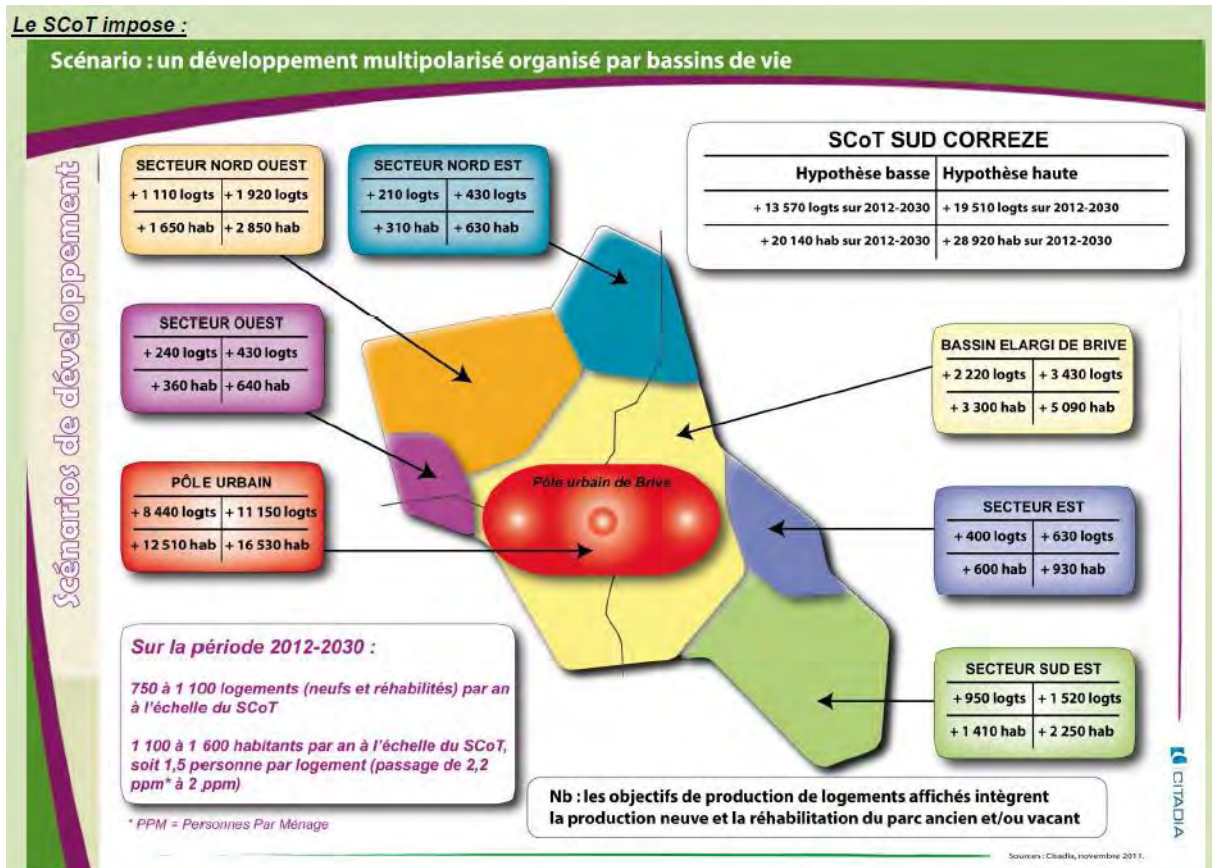 Le SCoT impose :
Scénario : un développement multipolarisé organisé par bassins de vie
Scénarios de développement
SECTEUR NORD OUEST
+ 1 110 logts + 1 920 logts
+ 1 650 hab + 2 850 hab
SECTEUR NORD EST
+ 210 logts + 430 logts
+ 310 hab + 630 hab
SCoT SUD CORREZE
Hypothèse basse Hypothèse haute
+ 13 570 logts sur 2012-2030 + 19 510 logts sur 2012-2030
+ 20 140 hab sur 2012-2030 + 28 920 hab sur 2012-2030
SECTEUR OUEST
+ 240 logts + 430 logts
+ 360 hab + 640 hab
BASSIN ELARGI DE BRIVE
+ 2 220 logts + 3 430 logts
+ 3 300 hab + 5 090 hab
PÔLE URBAIN
+ 8 440 logts + 11 150 logts
+ 12 510 hab + 16 530 hab
Pôle urbain de Brive
SECTEUR EST
+ 400 logts + 630 logts
+ 600 hab + 930 hab
Sur la période 2012-2030 :
750 à 1 100 logements (neufs et réhabilités) par an
à l'échelle du SCoT
1 100 à 1 600 habitants par an à l'échelle du SCoT,
soit 1,5 personne par logement (passage de 2,2
ppm* à 2 ppm)
* PPM = Personnes Par Ménage
SECTEUR SUD EST
+ 950 logts + 1 520 logts
+ 1 410 hab + 2 250 hab
Nb : les objectifs de production de logements affichés intègrent
la production neuve et la réhabilitation du parc ancien et/ou vacant
CITADIA
Sources : Citadia, novembre 2011.